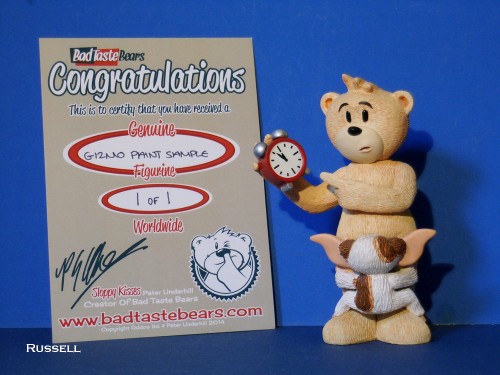 BadTasteBears
Congratulations
This is to certify that you have received a
Genuine
GIZMO PAINT SAMPLE
Figurine
1 OF 1
Worldwide
Sloppy Kisses Peter Underhill
Creator Of Bad Taste Bears
www.badtastebears.com
RUSSELL